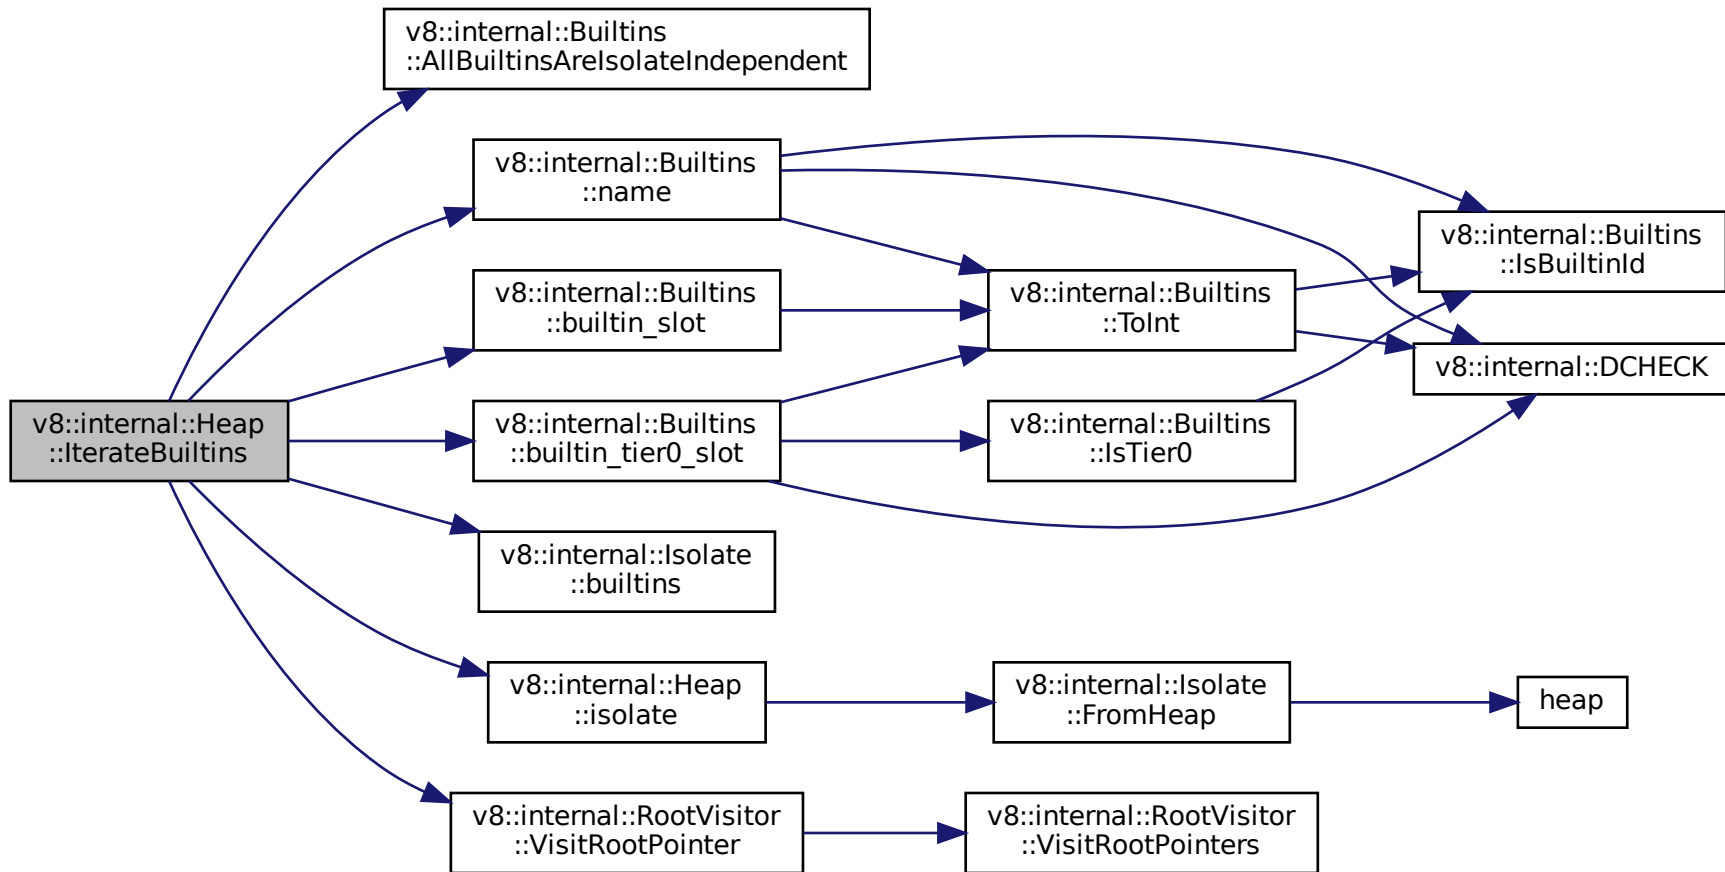 v8::internal::Builtins
::AllBuiltinsAreIsolateIndependent
v8::internal::Builtins
::name
v8::internal::Builtins
::IsBuiltinId
v8::internal::Builtins
::builtin_slot
v8::internal::Builtins
::ToInt
v8::internal::DCHECK
v8::internal::Heap
::IterateBuiltins
v8::internal::Builtins
::builtin_tier0_slot
v8::internal::Builtins
::IsTier0
v8::internal::Isolate
::builtins
v8::internal::Heap
::isolate
v8::internal::Isolate
::FromHeap
heap
v8::internal::RootVisitor
::VisitRootPointer
v8::internal::RootVisitor
::VisitRootPointers